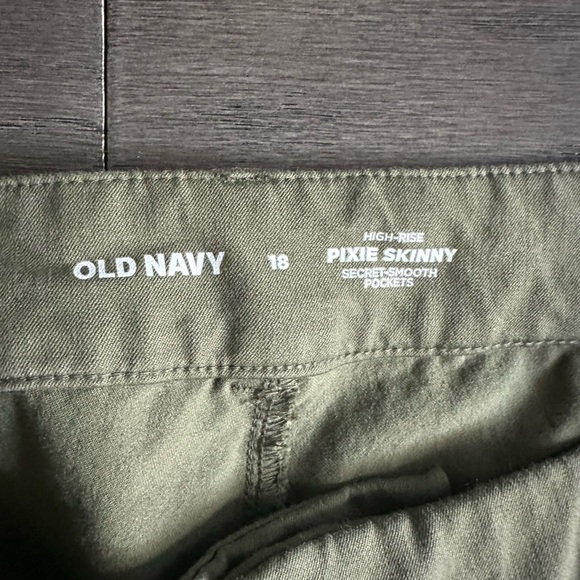 OLD NAVY
18
HIGH-RISE
PIXIE SKINNY
SECRET-SMOOTH
POCKETS